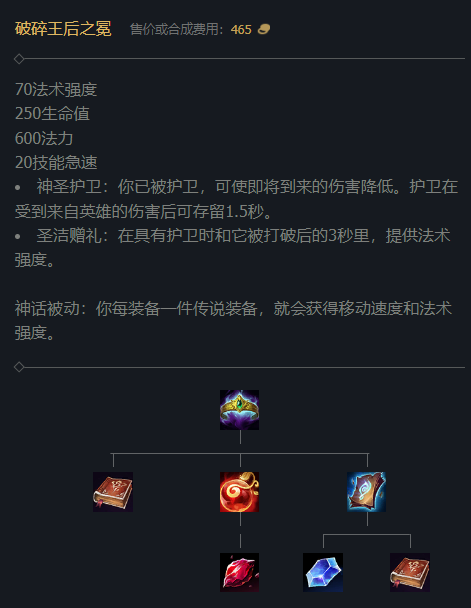 破碎王后之冕 售价或合成费用：465
70法术强度
250生命值
600法力
20技能急速
• 神圣护卫：你已被护卫，可使即将到来的伤害降低。护卫在
受到来自英雄的伤害后可存留1.5秒。
• 圣洁赠礼：在具有护卫时和它被打破后的3秒里，提供法术
强度。
神话被动：你每装备一件传说装备，就会获得移动速度和法术
强度。